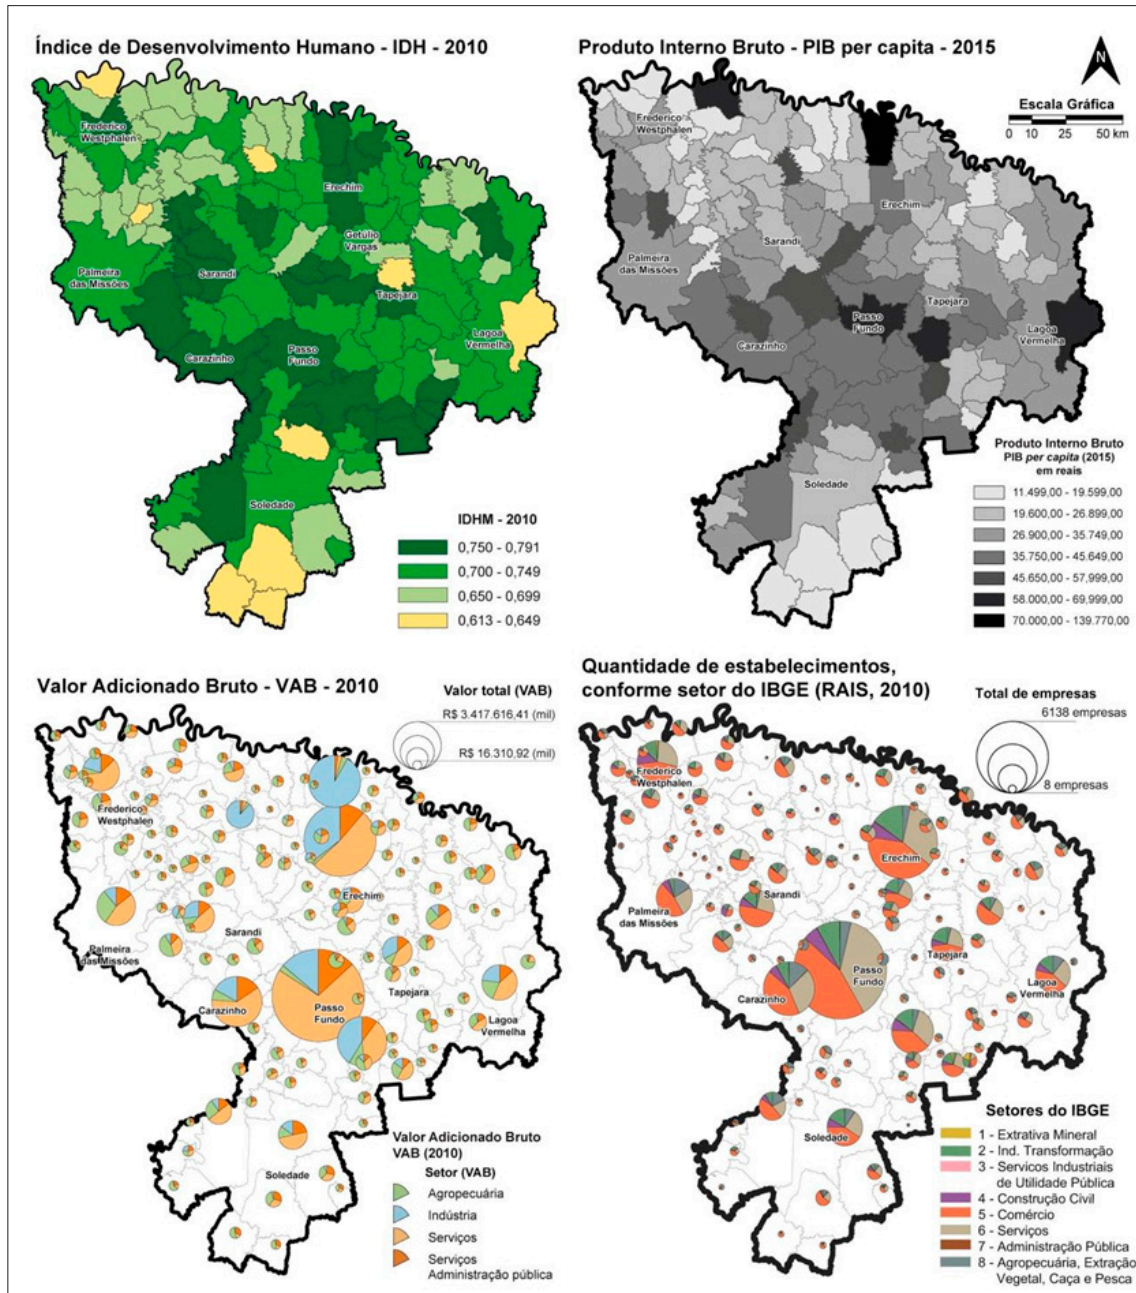 Índice de Desenvolvimento Humano - IDH - 2010
Frederico
Westphalen
Erechim
Getulio
Vargas
Sarandi
Palmeira
das Missões
Tapejara
Lagoa
Vermelha
Carazinho
Passo
Fundo
Soledade
IDHM - 2010
0,750 - 0,791
0,700 - 0,749
0,650 - 0,699
0,613 - 0,649
Produto Interno Bruto - PIB per capita - 2015
N
Escala Gráfica
0 10 25 50 km
Frederico
Westphalen
Erechim
Sarandi
Palmeira
das Missões
Tapejara
Passo
Fundo
Lagoa
Vermelha
Carazinho
Soledade
Produto Interno Bruto
PIB per capita (2015)
em reais
11.499,00 - 19.599,00
19.600,00 - 26.899,00
26.900,00 - 35.749,00
35.750,00 - 45.649,00
45.650,00 - 57,999,00
58.000,00 - 69,999,00
70.000,00 - 139.770,00
Valor Adicionado Bruto - VAB - 2010
Valor total (VAB)
R$ 3.417.616,41 (mil)
R$ 16.310,92 (mil)
Frederico
Westphalen
Erechim
Sarandi
Palmeira
das Missões
Carazinho
Passo
Fundo
Tapejara
Lagoa
Vermelha
Soledade
Valor Adicionado Bruto
VAB (2010)
Setor (VAB)
Agropecuária
Indústria
Serviços
Serviços
Administração pública
Quantidade de estabelecimentos,
conforme setor do IBGE (RAIS, 2010)
Total de empresas
6138 empresas
8 empresas
Frederico
Westphalen
Erechim
Sarandi
Palmeira
das Missões
Tapejara
Passo
Fundo
Carazinho
Lagoa
Vermelha
Soledade
Setores do IBGE
1 - Extrativa Mineral
2 - Ind. Transformação
3 - Servicos Industriais
de Utilidade Pública
4 - Construção Civil
5 - Comércio
6 - Serviços
7 - Administração Pública
8 - Agropecuária, Extração
Vegetal, Caça e Pesca